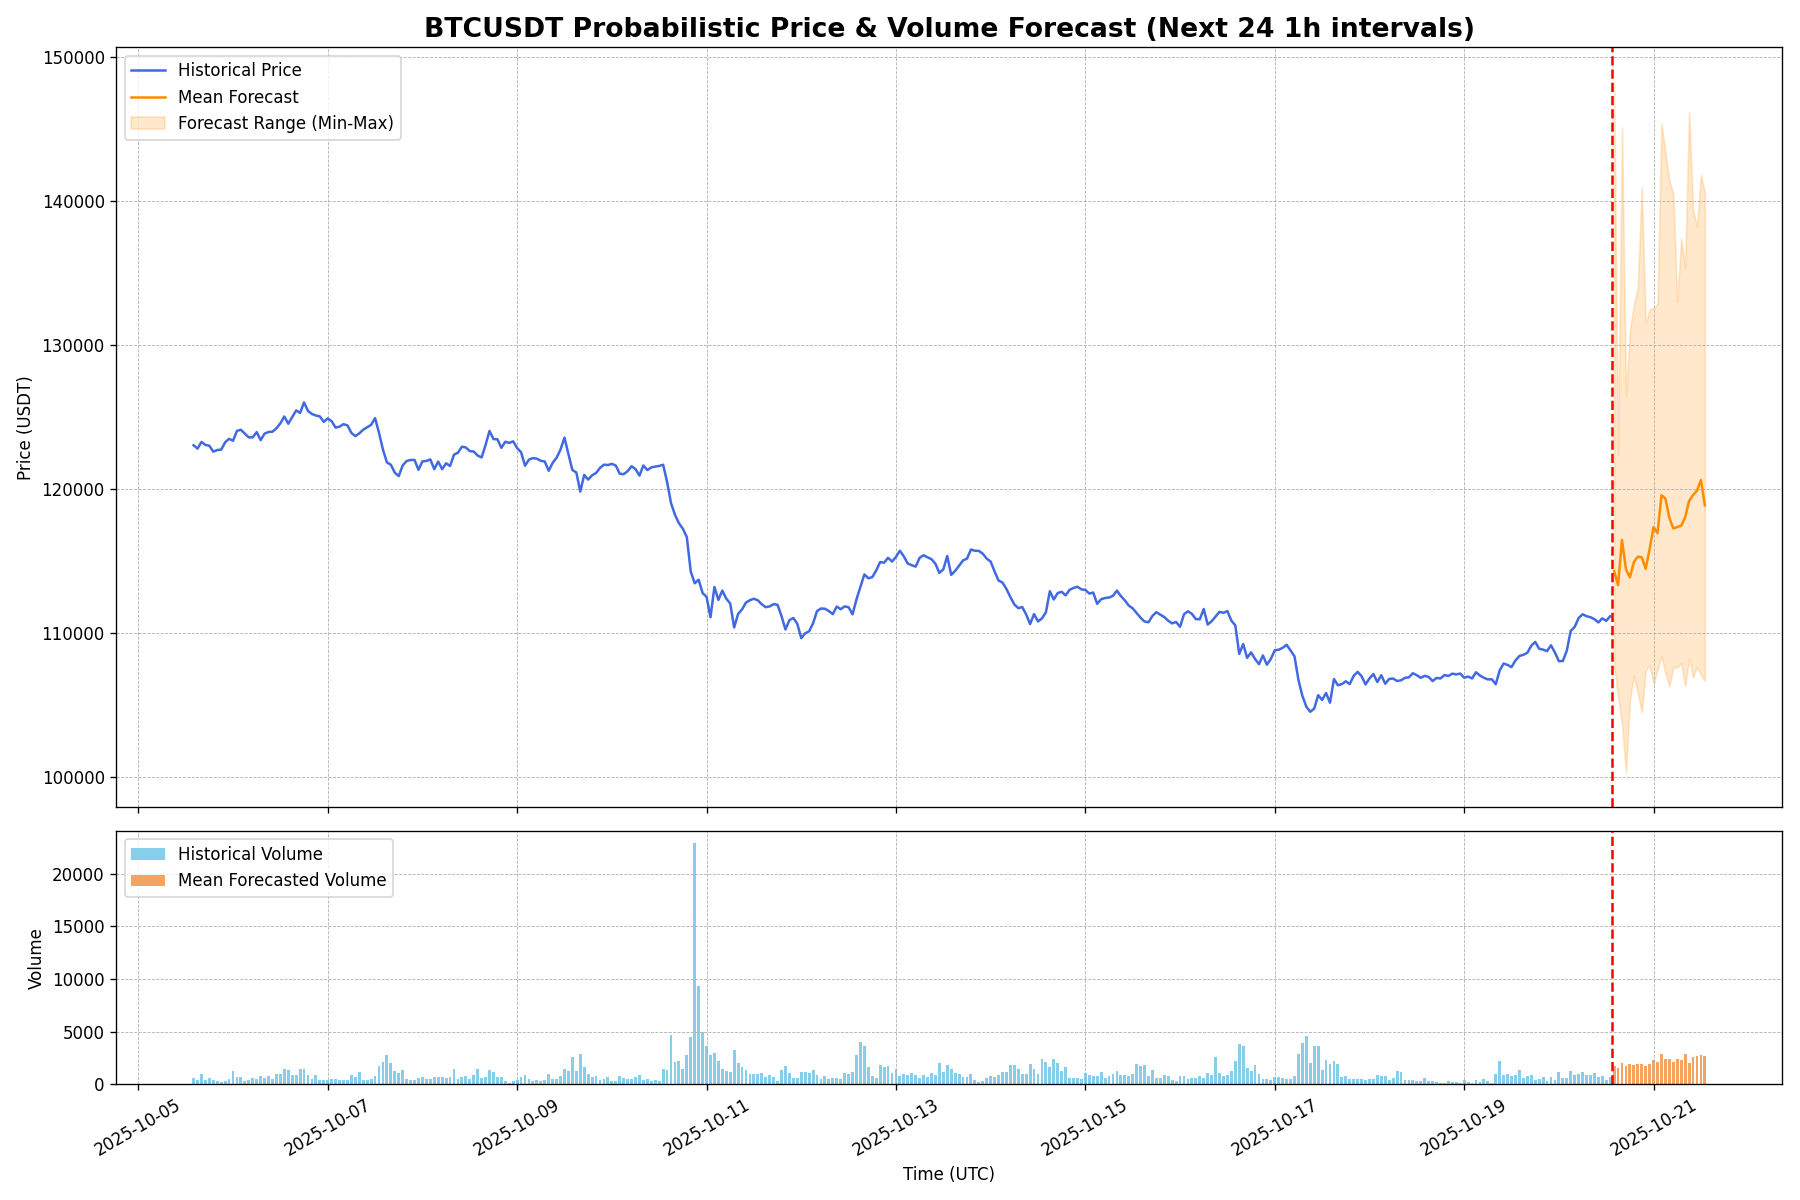 BTCUSDT Probabilistic Price & Volume Forecast (Next 24 1h intervals)
Historical Price
Mean Forecast
Forecast Range (Min-Max)
Price (USDT)
150000
140000
130000
120000
110000
100000
Historical Volume
Mean Forecasted Volume
Volume
20000
15000
10000
5000
0
2025-10-05
2025-10-07
2025-10-09
2025-10-11
2025-10-13
2025-10-15
2025-10-17
2025-10-19
2025-10-21
Time (UTC)